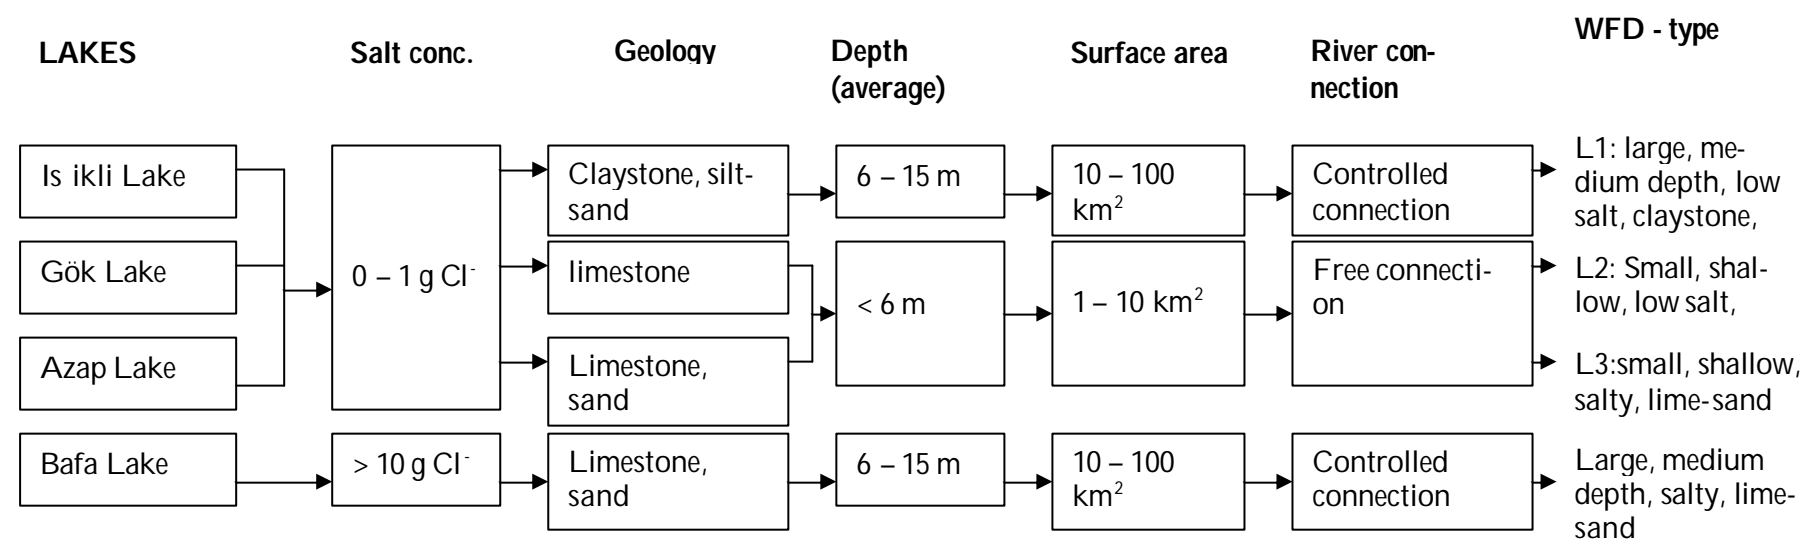 LAKES
Salt conc.
Geology
Depth
(average)
Surface area
River con-
nection
WFD - type
Is ikli Lake
Gök Lake
Azap Lake
Bafa Lake
0 – 1 g Cl⁻
> 10 g Cl⁻
Claystone, silt-
sand
limestone
Limestone,
sand
Limestone,
sand
6 – 15 m
< 6 m
6 – 15 m
10 – 100
km²
1 – 10 km²
10 – 100
km²
Controlled
connection
Free connecti-
on
Controlled
connection
L1: large, me-
dium depth, low
salt, claystone,
L2: Small, shal-
low, low salt,
L3:small, shallow,
salty, lime-sand
Large, medium
depth, salty, lime-
sand